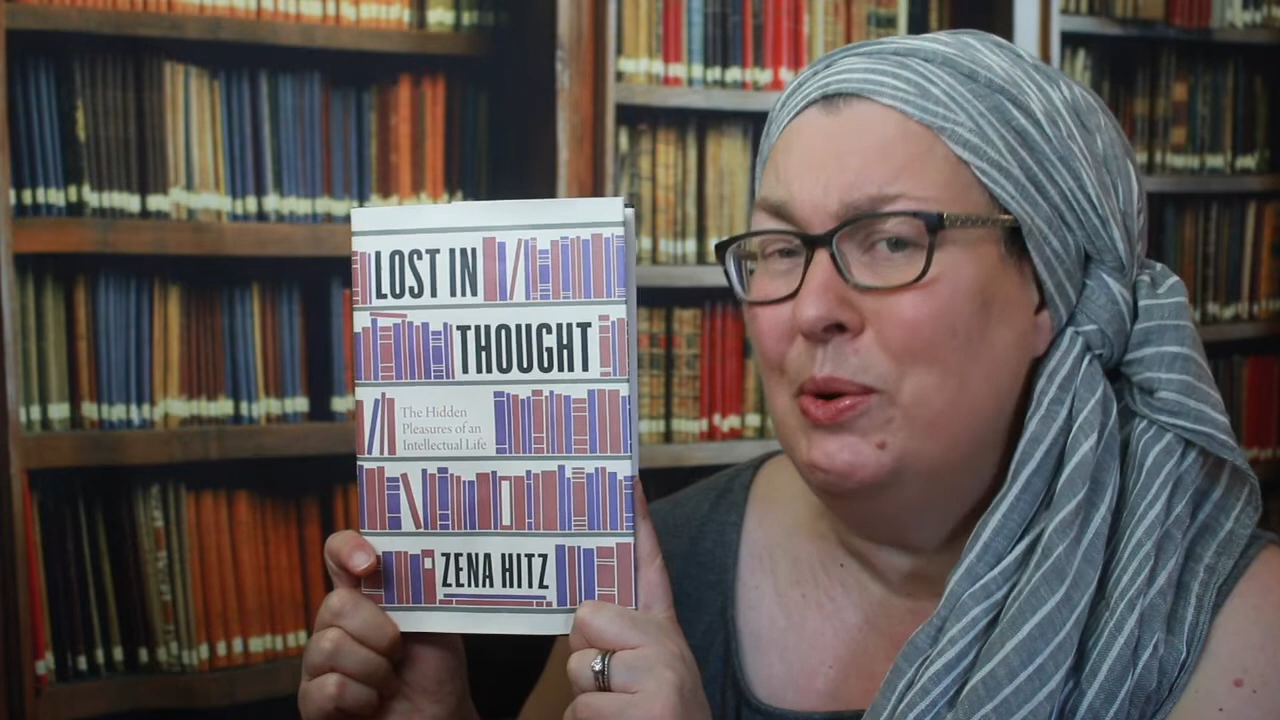 LOST IN
THOUGHT
The Hidden
Pleasures of an
Intellectual Life
ZENA HITZ